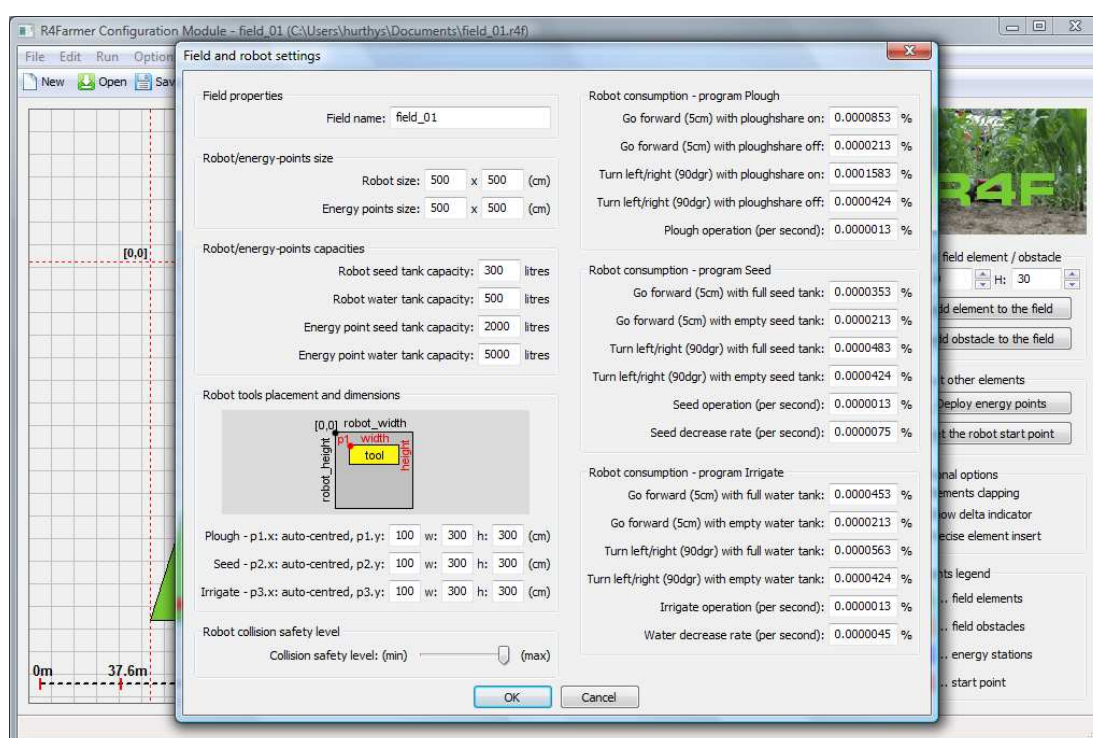 R4Farmer Configuration Module - field_01 (C:\Users\hurthys\Documents\field_01.r4f)
File Edit Run Option
New Open Sav
Field and robot settings
Field properties
Field name: field_01
Robot/energy-points size
Robot size: 500 x 500 (cm)
Energy points size: 500 x 500 (cm)
Robot/energy-points capacities
Robot seed tank capacity: 300 litres
Robot water tank capacity: 500 litres
Energy point seed tank capacity: 2000 litres
Energy point water tank capacity: 5000 litres
Robot tools placement and dimensions
[0,0] robot_width
p1 width
tool
height
robot_height
Plough - p1.x: auto-centred, p1.y: 100 w: 300 h: 300 (cm)
Seed - p2.x: auto-centred, p2.y: 100 w: 300 h: 300 (cm)
Irrigate - p3.x: auto-centred, p3.y: 100 w: 300 h: 300 (cm)
Robot collision safety level
Collision safety level: (min) (max)
Robot consumption - program Plough
Go forward (5cm) with ploughshare on: 0.0000853 %
Go forward (5cm) with ploughshare off: 0.0000213 %
Turn left/right (90dgr) with ploughshare on: 0.0001583 %
Turn left/right (90dgr) with ploughshare off: 0.0000424 %
Plough operation (per second): 0.0000013 %
Robot consumption - program Seed
Go forward (5cm) with full seed tank: 0.0000353 %
Go forward (5cm) with empty seed tank: 0.0000213 %
Turn left/right (90dgr) with full seed tank: 0.0000483 %
Turn left/right (90dgr) with empty seed tank: 0.0000424 %
Seed operation (per second): 0.0000013 %
Seed decrease rate (per second): 0.0000075 %
Robot consumption - program Irrigate
Go forward (5cm) with full water tank: 0.0000453 %
Go forward (5cm) with empty water tank: 0.0000213 %
Turn left/right (90dgr) with full water tank: 0.0000563 %
Turn left/right (90dgr) with empty water tank: 0.0000424 %
Irrigate operation (per second): 0.0000013 %
Water decrease rate (per second): 0.0000045 %
OK Cancel
[0,0]
0m 37.6m
R4F
field element / obstacle
H: 30
element to the field
obstacle to the field
other elements
Deploy energy points
the robot start point
options
clapping
delta indicator
element insert
legend
.. field elements
.. field obstacles
.. energy stations
.. start point